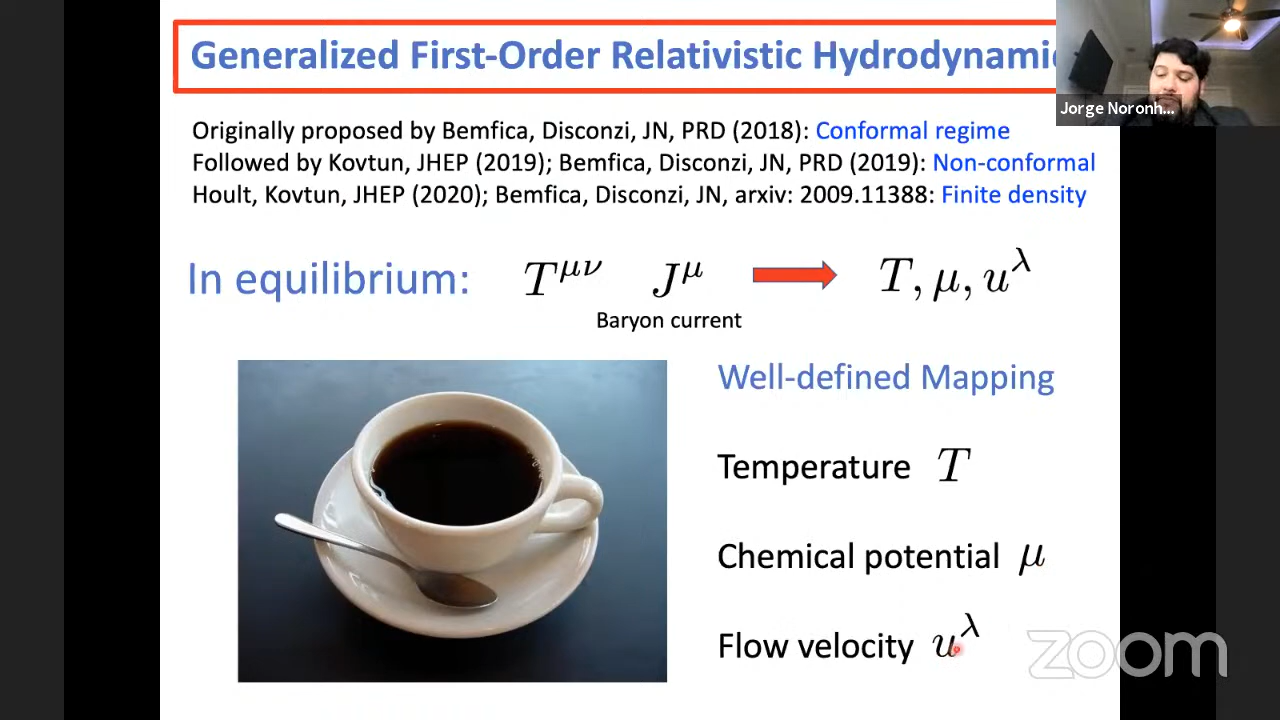 Generalized First-Order Relativistic Hydrodynamic
Jorge Noronh...
Originally proposed by Bemfica, Disconzi, JN, PRD (2018): Conformal regime
Followed by Kovtun, JHEP (2019); Bemfica, Disconzi, JN, PRD (2019): Non-conformal
Hoult, Kovtun, JHEP (2020); Bemfica, Disconzi, JN, arxiv: 2009.11388: Finite density
In equilibrium: T^{μν} J^μ T, μ, u^λ
Baryon current
Well-defined Mapping
Temperature T
Chemical potential μ
Flow velocity u^λ
zoom